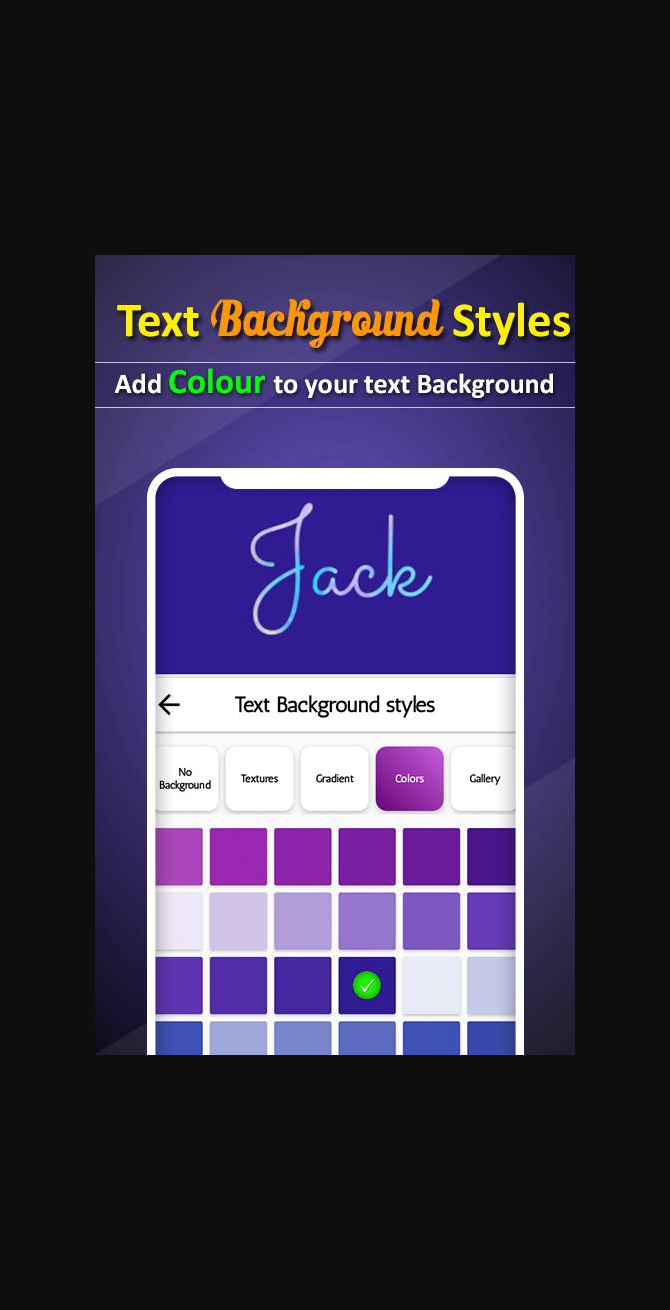 Text Background Styles
Add Colour to your text Background
Jack
Text Background styles
No Background
Textures
Gradient
Colors
Gallery